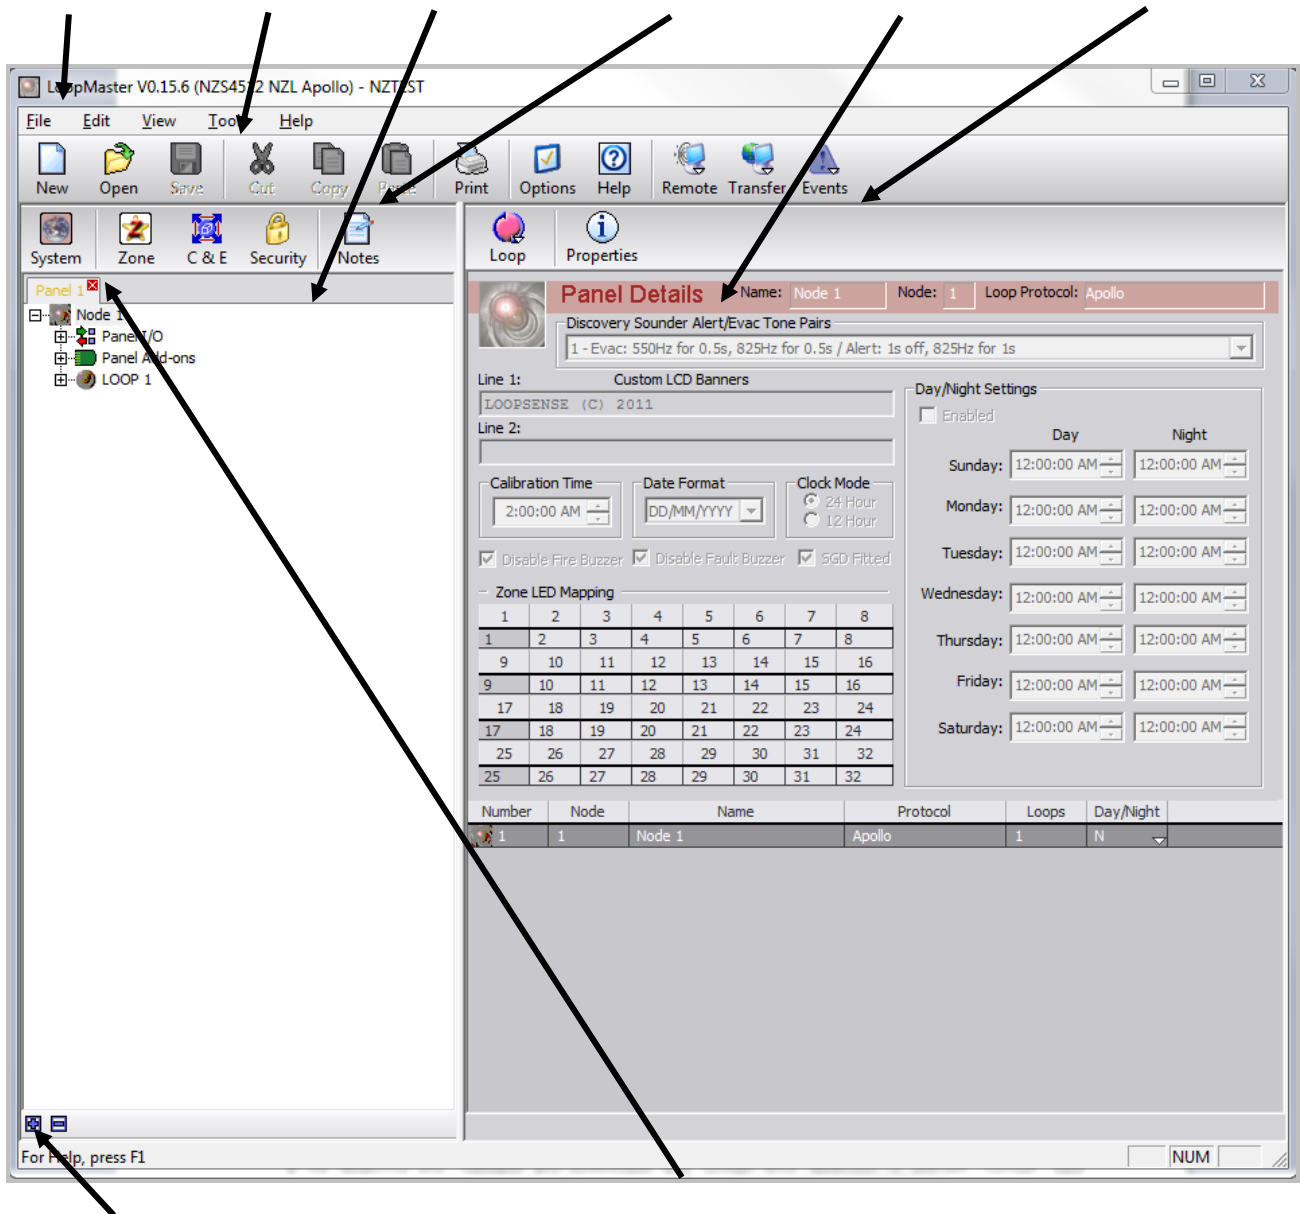 LoopMaster V0.15.6 (NZS4512 NZL Apollo) - NZTEST
File Edit View Tools Help
New Open Save Cut Copy Paste Print Options Help Remote Transfer Events
System Zone C & E Security Notes Loop Properties
Panel 1
Node 1
Panel I/O
Panel Add-ons
LOOP 1
Panel Details Name: Node 1 Node: 1 Loop Protocol: Apollo
Discovery Sounder Alert/Evac Tone Pairs
1 - Evac: 550Hz for 0.5s, 825Hz for 0.5s / Alert: 1s off, 825Hz for 1s
Line 1: Custom LCD Banners
LOOPSENSE (C) 2011
Line 2:
Calibration Time Date Format Clock Mode
2:00:00 AM DD/MM/YYYY 24 Hour
12 Hour
Disable Fire Buzzer Disable Fault Buzzer SGD Fitted
Zone LED Mapping
1 2 3 4 5 6 7 8
1 2 3 4 5 6 7 8
9 10 11 12 13 14 15 16
9 10 11 12 13 14 15 16
17 18 19 20 21 22 23 24
17 18 19 20 21 22 23 24
25 26 27 28 29 30 31 32
25 26 27 28 29 30 31 32
Day/Night Settings
Enabled
Day Night
Sunday: 12:00:00 AM 12:00:00 AM
Monday: 12:00:00 AM 12:00:00 AM
Tuesday: 12:00:00 AM 12:00:00 AM
Wednesday: 12:00:00 AM 12:00:00 AM
Thursday: 12:00:00 AM 12:00:00 AM
Friday: 12:00:00 AM 12:00:00 AM
Saturday: 12:00:00 AM 12:00:00 AM
Number Node Name Protocol Loops Day/Night
1 1 Node 1 Apollo 1 N
For Help, press F1 NUM